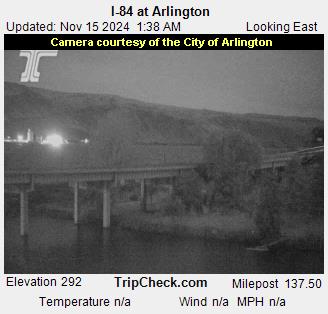 I-84 at Arlington
Updated: Nov 15 2024 1:38 AM Looking East
Camera courtesy of the City of Arlington
Elevation 292 TripCheck.com Milepost 137.50
Temperature n/a Wind n/a MPH n/a